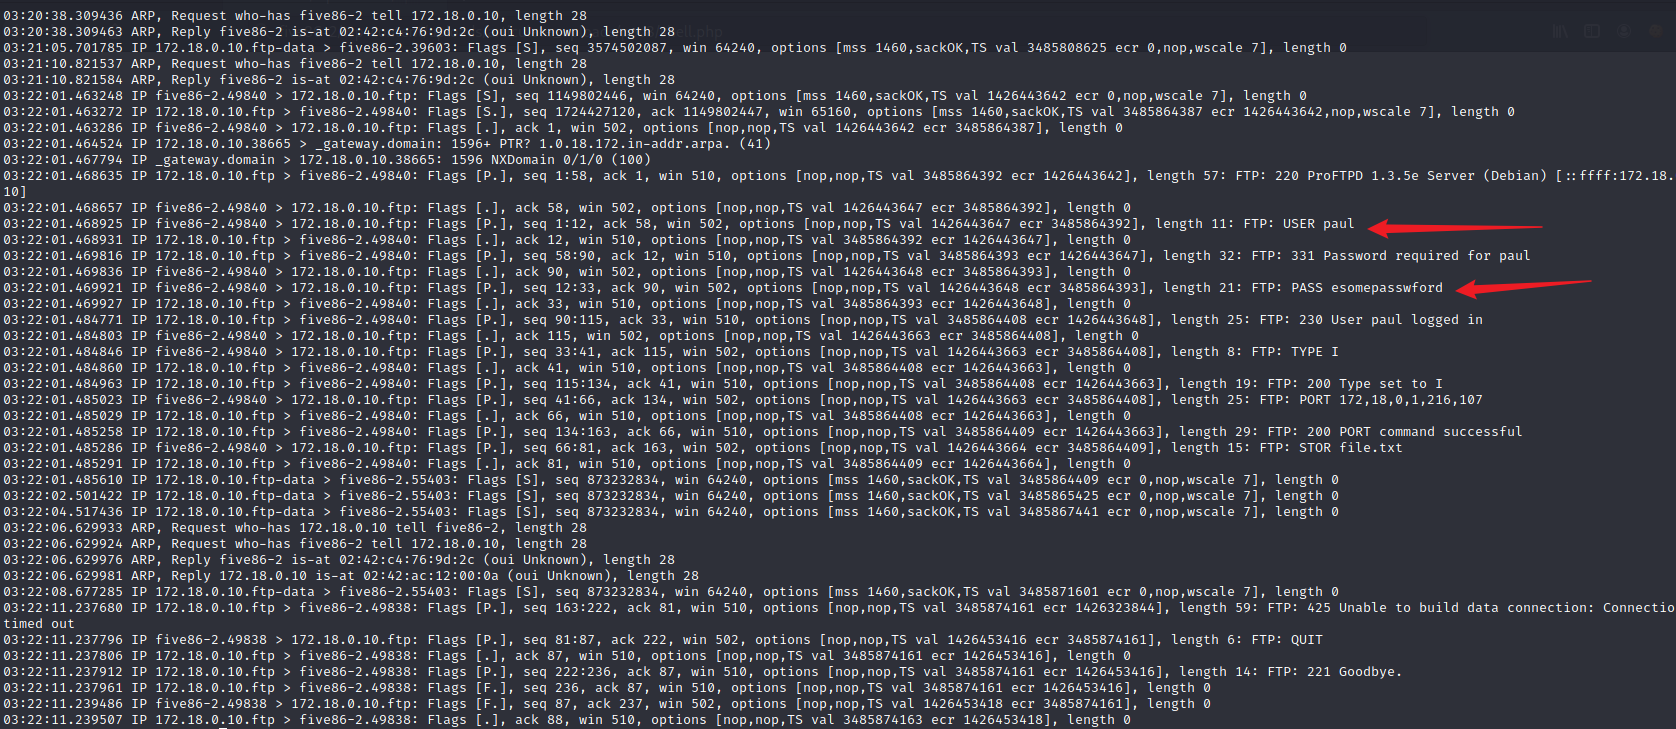 03:20:38.309436 ARP, Request who-has five86-2 tell 172.18.0.10, length 28
03:20:38.309463 ARP, Reply five86-2 is-at 02:42:c4:76:9d:2c (oui Unknown), length 28
03:21:05.701785 IP 172.18.0.10.ftp-data > five86-2.39603: Flags [S], seq 3574502087, win 64240, options [mss 1460,sackOK,TS val 3485808625 ecr 0,nop,wscale 7], length 0
03:21:10.821537 ARP, Request who-has five86-2 tell 172.18.0.10, length 28
03:21:10.821584 ARP, Reply five86-2 is-at 02:42:c4:76:9d:2c (oui Unknown), length 28
03:22:01.463248 IP five86-2.49840 > 172.18.0.10.ftp: Flags [S], seq 1149802446, win 64240, options [mss 1460,sackOK,TS val 1426443642 ecr 0,nop,wscale 7], length 0
03:22:01.463272 IP 172.18.0.10.ftp > five86-2.49840: Flags [S.], seq 1724427120, ack 1149802447, win 65160, options [mss 1460,sackOK,TS val 3485864387 ecr 1426443642,nop,wscale 7], length 0
03:22:01.463286 IP five86-2.49840 > 172.18.0.10.ftp: Flags [.], ack 1, win 502, options [nop,nop,TS val 1426443642 ecr 3485864387], length 0
03:22:01.464524 IP 172.18.0.10.38665 > _gateway.domain: 1596+ PTR? 1.0.18.172.in-addr.arpa. (41)
03:22:01.467794 IP _gateway.domain > 172.18.0.10.38665: 1596 NXDomain 0/1/0 (100)
03:22:01.468635 IP 172.18.0.10.ftp > five86-2.49840: Flags [P.], seq 1:58, ack 1, win 510, options [nop,nop,TS val 3485864392 ecr 1426443642], length 57: FTP: 220 ProFTPD 1.3.5e Server (Debian) [::ffff:172.18.
10]
03:22:01.468657 IP five86-2.49840 > 172.18.0.10.ftp: Flags [.], ack 58, win 502, options [nop,nop,TS val 1426443647 ecr 3485864392], length 0
03:22:01.468925 IP five86-2.49840 > 172.18.0.10.ftp: Flags [P.], seq 1:12, ack 58, win 502, options [nop,nop,TS val 1426443647 ecr 3485864392], length 11: FTP: USER paul
03:22:01.468931 IP 172.18.0.10.ftp > five86-2.49840: Flags [.], ack 12, win 510, options [nop,nop,TS val 3485864392 ecr 1426443647], length 0
03:22:01.469816 IP 172.18.0.10.ftp > five86-2.49840: Flags [P.], seq 58:90, ack 12, win 510, options [nop,nop,TS val 3485864393 ecr 1426443647], length 32: FTP: 331 Password required for paul
03:22:01.469836 IP five86-2.49840 > 172.18.0.10.ftp: Flags [.], ack 90, win 502, options [nop,nop,TS val 1426443648 ecr 3485864393], length 0
03:22:01.469921 IP five86-2.49840 > 172.18.0.10.ftp: Flags [P.], seq 12:33, ack 90, win 502, options [nop,nop,TS val 1426443648 ecr 3485864393], length 21: FTP: PASS esomepasswford
03:22:01.469927 IP 172.18.0.10.ftp > five86-2.49840: Flags [.], ack 33, win 510, options [nop,nop,TS val 3485864393 ecr 1426443648], length 0
03:22:01.484771 IP 172.18.0.10.ftp > five86-2.49840: Flags [P.], seq 90:115, ack 33, win 510, options [nop,nop,TS val 3485864408 ecr 1426443648], length 25: FTP: 230 User paul logged in
03:22:01.484803 IP five86-2.49840 > 172.18.0.10.ftp: Flags [.], ack 115, win 502, options [nop,nop,TS val 1426443663 ecr 3485864408], length 0
03:22:01.484846 IP five86-2.49840 > 172.18.0.10.ftp: Flags [P.], seq 33:41, ack 115, win 502, options [nop,nop,TS val 1426443663 ecr 3485864408], length 8: FTP: TYPE I
03:22:01.484860 IP 172.18.0.10.ftp > five86-2.49840: Flags [.], ack 41, win 510, options [nop,nop,TS val 3485864408 ecr 1426443663], length 0
03:22:01.484963 IP 172.18.0.10.ftp > five86-2.49840: Flags [P.], seq 115:134, ack 41, win 510, options [nop,nop,TS val 3485864408 ecr 1426443663], length 19: FTP: 200 Type set to I
03:22:01.485023 IP five86-2.49840 > 172.18.0.10.ftp: Flags [P.], seq 41:66, ack 134, win 502, options [nop,nop,TS val 1426443663 ecr 3485864408], length 25: FTP: PORT 172,18,0,1,216,107
03:22:01.485029 IP 172.18.0.10.ftp > five86-2.49840: Flags [.], ack 66, win 510, options [nop,nop,TS val 3485864408 ecr 1426443663], length 0
03:22:01.485258 IP 172.18.0.10.ftp > five86-2.49840: Flags [P.], seq 134:163, ack 66, win 510, options [nop,nop,TS val 3485864409 ecr 1426443663], length 29: FTP: 200 PORT command successful
03:22:01.485286 IP five86-2.49840 > 172.18.0.10.ftp: Flags [P.], seq 66:81, ack 163, win 502, options [nop,nop,TS val 1426443664 ecr 3485864409], length 15: FTP: STOR file.txt
03:22:01.485291 IP 172.18.0.10.ftp > five86-2.49840: Flags [.], ack 81, win 510, options [nop,nop,TS val 3485864409 ecr 1426443664], length 0
03:22:01.485610 IP 172.18.0.10.ftp-data > five86-2.55403: Flags [S], seq 873232834, win 64240, options [mss 1460,sackOK,TS val 3485864409 ecr 0,nop,wscale 7], length 0
03:22:02.501422 IP 172.18.0.10.ftp-data > five86-2.55403: Flags [S], seq 873232834, win 64240, options [mss 1460,sackOK,TS val 3485865425 ecr 0,nop,wscale 7], length 0
03:22:04.517436 IP 172.18.0.10.ftp-data > five86-2.55403: Flags [S], seq 873232834, win 64240, options [mss 1460,sackOK,TS val 3485867441 ecr 0,nop,wscale 7], length 0
03:22:06.629933 ARP, Request who-has 172.18.0.10 tell five86-2, length 28
03:22:06.629924 ARP, Request who-has five86-2 tell 172.18.0.10, length 28
03:22:06.629976 ARP, Reply five86-2 is-at 02:42:c4:76:9d:2c (oui Unknown), length 28
03:22:06.629981 ARP, Reply 172.18.0.10 is-at 02:42:ac:12:00:0a (oui Unknown), length 28
03:22:08.677285 IP 172.18.0.10.ftp-data > five86-2.55403: Flags [S], seq 873232834, win 64240, options [mss 1460,sackOK,TS val 3485871601 ecr 0,nop,wscale 7], length 0
03:22:11.237680 IP 172.18.0.10.ftp > five86-2.49838: Flags [P.], seq 163:222, ack 81, win 510, options [nop,nop,TS val 3485874161 ecr 1426323844], length 59: FTP: 425 Unable to build data connection: Connectio
timed out
03:22:11.237796 IP five86-2.49838 > 172.18.0.10.ftp: Flags [P.], seq 81:87, ack 222, win 502, options [nop,nop,TS val 1426453416 ecr 3485874161], length 6: FTP: QUIT
03:22:11.237806 IP 172.18.0.10.ftp > five86-2.49838: Flags [.], ack 87, win 510, options [nop,nop,TS val 3485874161 ecr 1426453416], length 0
03:22:11.237912 IP 172.18.0.10.ftp > five86-2.49838: Flags [P.], seq 222:236, ack 87, win 510, options [nop,nop,TS val 3485874161 ecr 1426453416], length 14: FTP: 221 Goodbye.
03:22:11.237961 IP 172.18.0.10.ftp > five86-2.49838: Flags [F.], seq 236, ack 87, win 510, options [nop,nop,TS val 3485874161 ecr 1426453416], length 0
03:22:11.239486 IP five86-2.49838 > 172.18.0.10.ftp: Flags [F.], seq 87, ack 237, win 502, options [nop,nop,TS val 1426453418 ecr 3485874161], length 0
03:22:11.239507 IP 172.18.0.10.ftp > five86-2.49838: Flags [.], ack 88, win 510, options [nop,nop,TS val 3485874163 ecr 1426453418], length 0